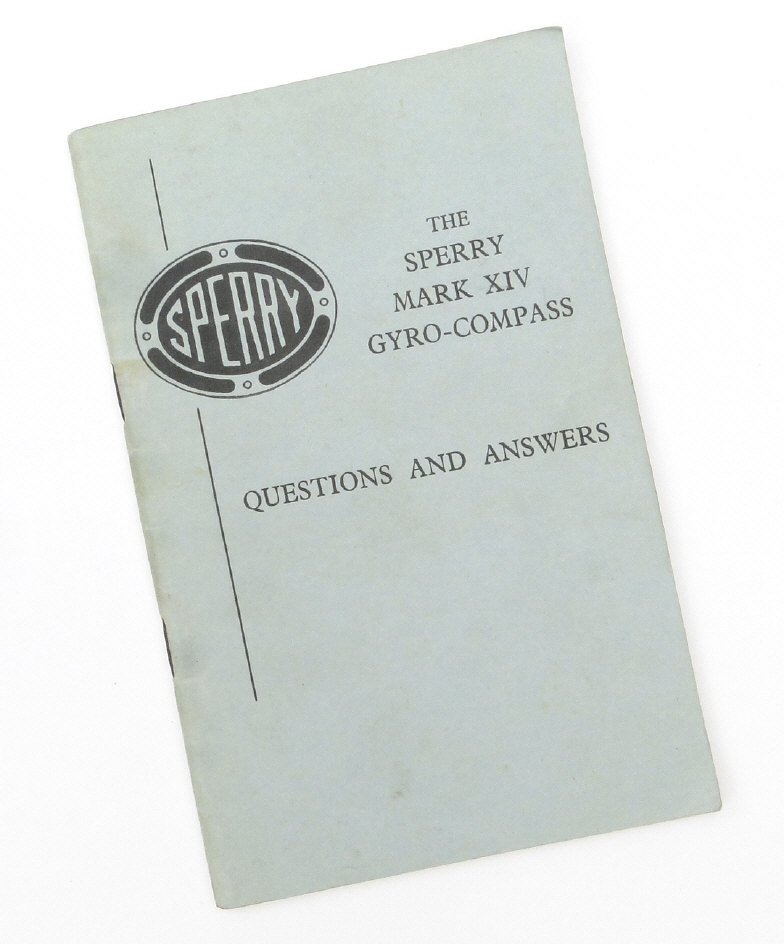 SPERRY
THE
SPERRY
MARK XIV
GYRO-COMPASS
QUESTIONS AND ANSWERS